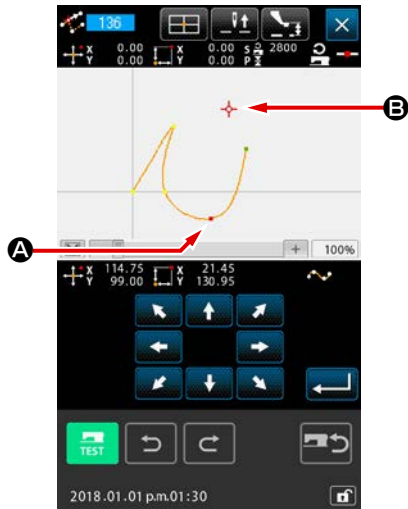 136
X 0.00 X 0.00 S 2800
Y 0.00 Y 0.00 P
B
A
+ 100%
X 114.75 X 21.45
Y 99.00 Y 130.95
TEST
2018.01.01 p.m.01:30